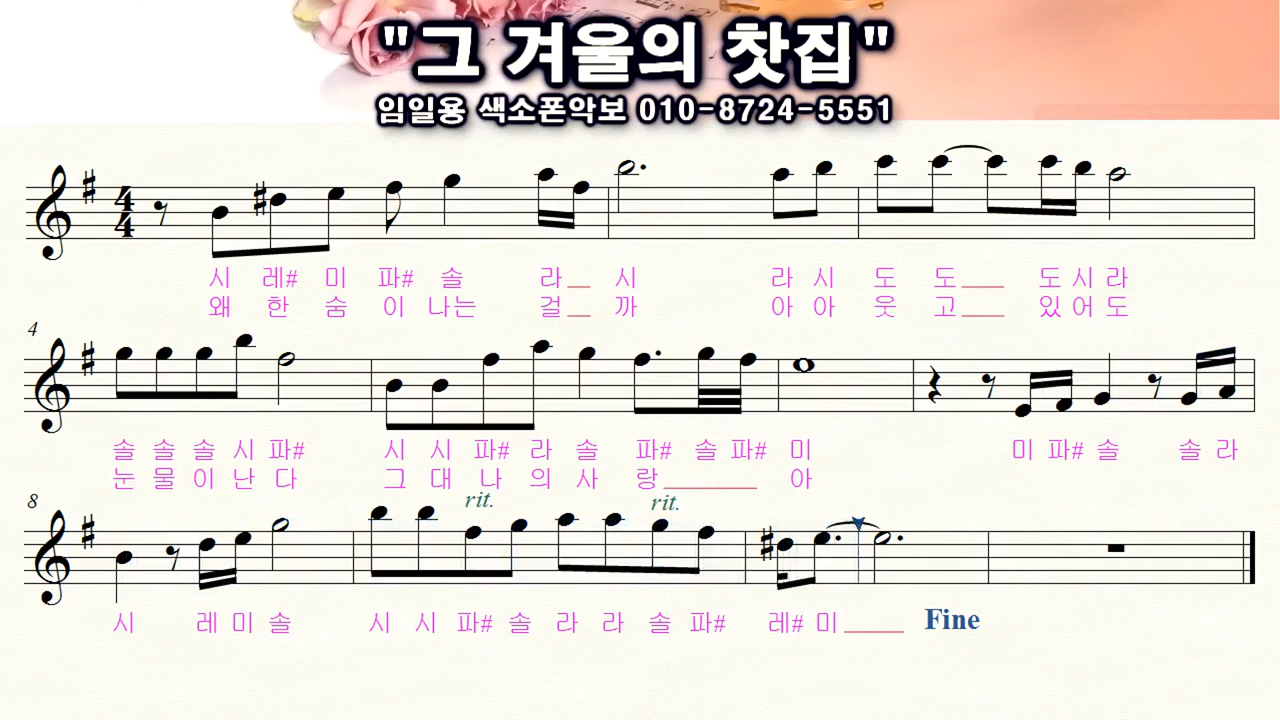 "그 겨울의 찻집"
임일용 색소폰악보 010-8724-5551
4
4
시 레# 미 파# 솔 라 시 라 시 도 도 도 시 라
왜 한 숨 이 나는 걸 까 아 아 웃 고 있 어 도
4
솔 솔 솔 시 파# 시 시 파# 라 솔 파# 솔 파# 미 미 파# 솔 솔 라
눈 물 이 난 다 그 대 나 의 사 랑 아
8
rit. rit.
시 레 미 솔 시 시 파# 솔 라 라 솔 파# 레# 미 Fine